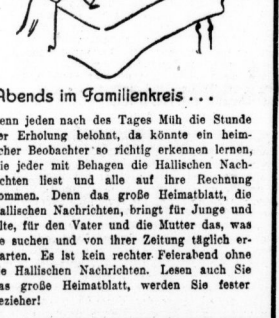 Abends im Familienkreis ...
enn jeden nach des Tages Müh die Stunde
er Erholung belohnt, da könnte ein heim-
cher Beobachter so richtig erkennen lernen,
ie jeder mit Behagen die Hallischen Nach-
chten liest und alle auf ihre Rechnung
ommen. Denn das große Heimatblatt, die
allischen Nachrichten, bringt für Junge und
lte, für den Vater und die Mutter das, was
e suchen und von ihrer Zeitung täglich er-
arten. Es ist kein rechter Feierabend ohne
e Hallischen Nachrichten. Lesen auch Sie
as große Heimatblatt, werden Sie fester
ezieher!